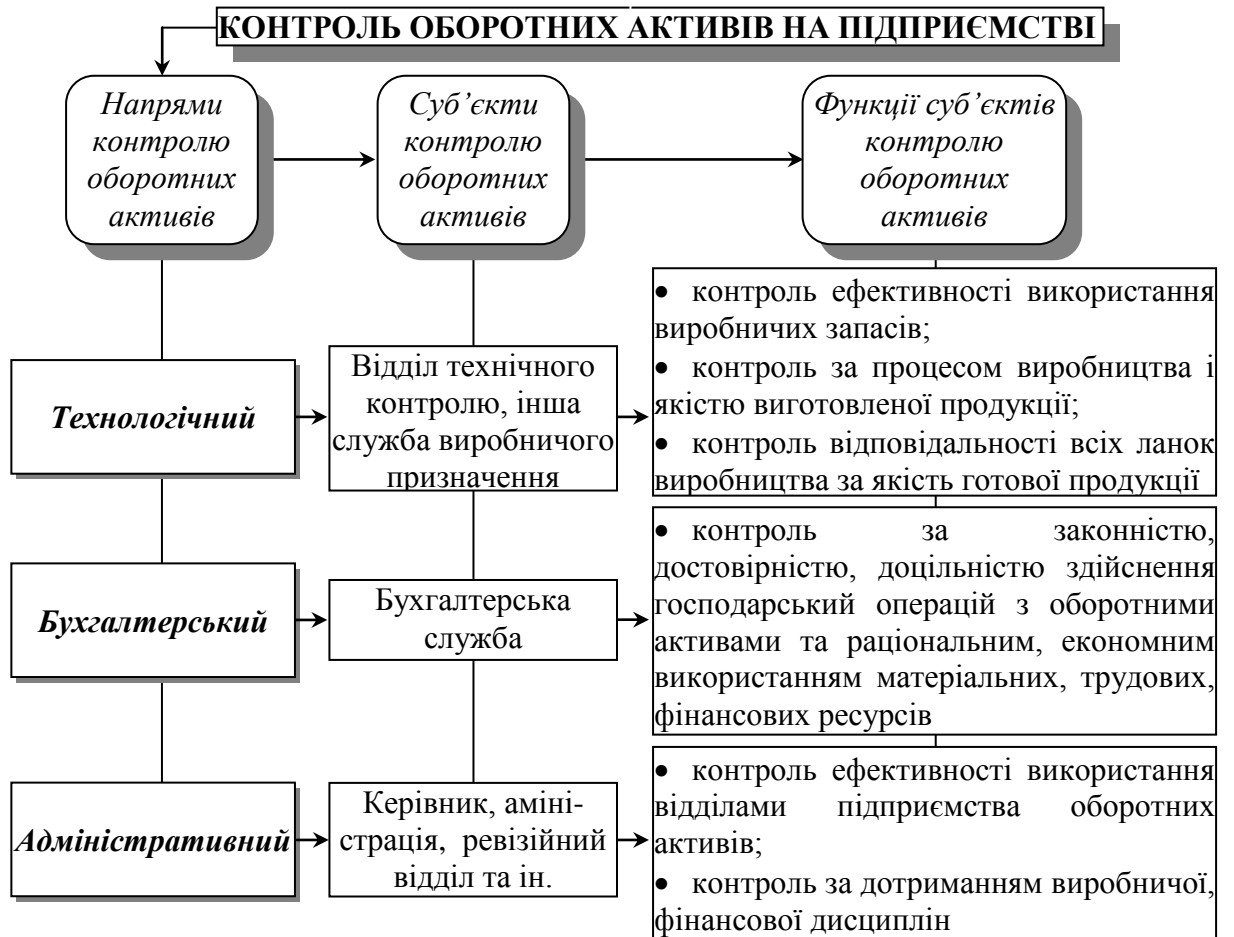 КОНТРОЛЬ ОБОРОТНИХ АКТИВІВ НА ПІДПРИЄМСТВІ
Напрями
контролю
оборотних
активів
Суб’єкти
контролю
оборотних
активів
Функції суб’єктів
контролю
оборотних
активів
Технологічний
Відділ технічного
контролю, інша
служба виробничого
призначення
• контроль ефективності використання
виробничих запасів;
• контроль за процесом виробництва і
якістю виготовленої продукції;
• контроль відповідальності всіх ланок
виробництва за якість готової продукції
Бухгалтерський
Бухгалтерська
служба
• контроль за законністю,
достовірністю, доцільністю здійснення
господарський операцій з оборотними
активами та раціональним, економним
використанням матеріальних, трудових,
фінансових ресурсів
Адміністративний
Керівник, аміні-
страція, ревізійний
відділ та ін.
• контроль ефективності використання
відділами підприємства оборотних
активів;
• контроль за дотриманням виробничої,
фінансової дисциплін